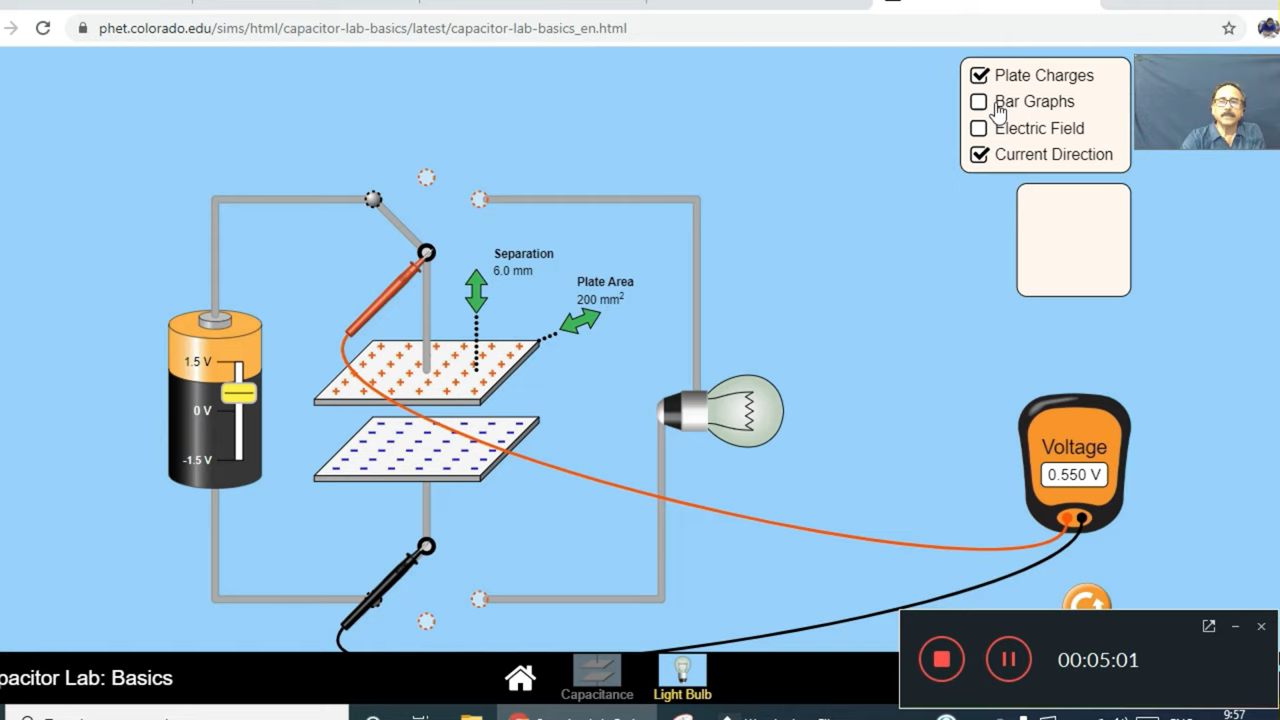 phet.colorado.edu/sims/html/capacitor-lab-basics/latest/capacitor-lab-basics_en.html
Plate Charges
Bar Graphs
Electric Field
Current Direction
Separation
6.0 mm
Plate Area
200 mm²
1.5 V
0 V
-1.5 V
Voltage
0.550 V
00:05:01
pacitor Lab: Basics
Capacitance
Light Bulb
9:57